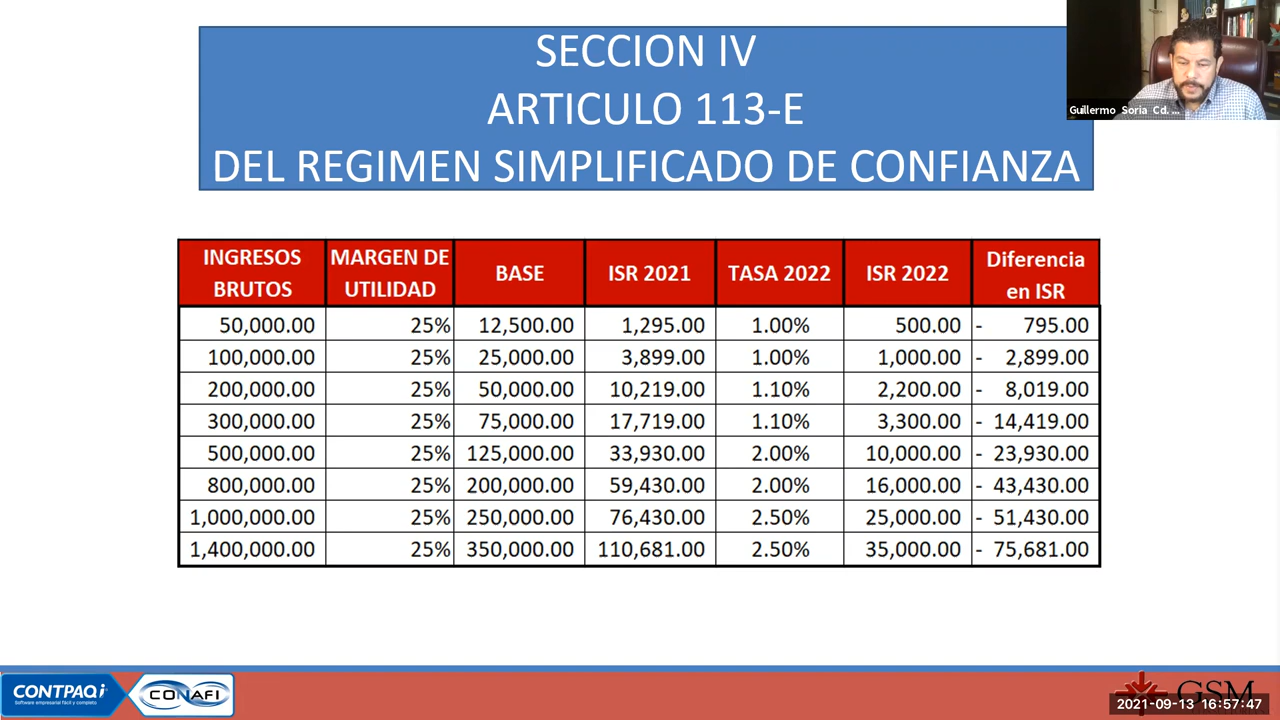 SECCION IV
ARTICULO 113-E
DEL REGIMEN SIMPLIFICADO DE CONFIANZA
Guillermo Soria Cd. ...
INGRESOS BRUTOS MARGEN DE UTILIDAD BASE ISR 2021 TASA 2022 ISR 2022 Diferencia en ISR
50,000.00 25% 12,500.00 1,295.00 1.00% 500.00 - 795.00
100,000.00 25% 25,000.00 3,899.00 1.00% 1,000.00 - 2,899.00
200,000.00 25% 50,000.00 10,219.00 1.10% 2,200.00 - 8,019.00
300,000.00 25% 75,000.00 17,719.00 1.10% 3,300.00 - 14,419.00
500,000.00 25% 125,000.00 33,930.00 2.00% 10,000.00 - 23,930.00
800,000.00 25% 200,000.00 59,430.00 2.00% 16,000.00 - 43,430.00
1,000,000.00 25% 250,000.00 76,430.00 2.50% 25,000.00 - 51,430.00
1,400,000.00 25% 350,000.00 110,681.00 2.50% 35,000.00 - 75,681.00
CONTPAQi
Software empresarial fácil y completo
CONAFI
GSM
2021-09-13 16:57:47